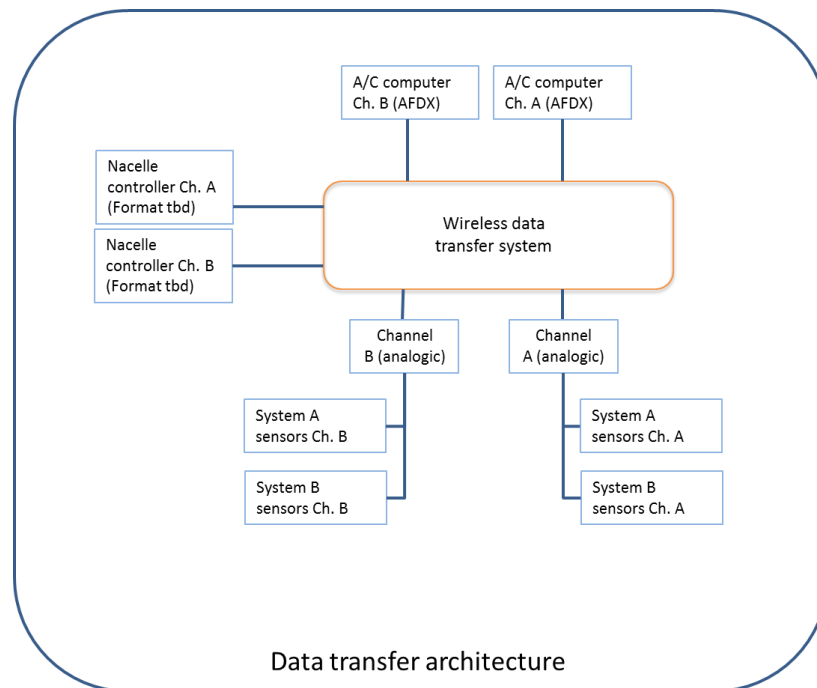 A/C computer
Ch. B (AFDX)
A/C computer
Ch. A (AFDX)
Nacelle
controller Ch. A
(Format tbd)
Nacelle
controller Ch. B
(Format tbd)
Wireless data
transfer system
Channel
B (analogic)
Channel
A (analogic)
System A
sensors Ch. B
System A
sensors Ch. A
System B
sensors Ch. B
System B
sensors Ch. A
Data transfer architecture